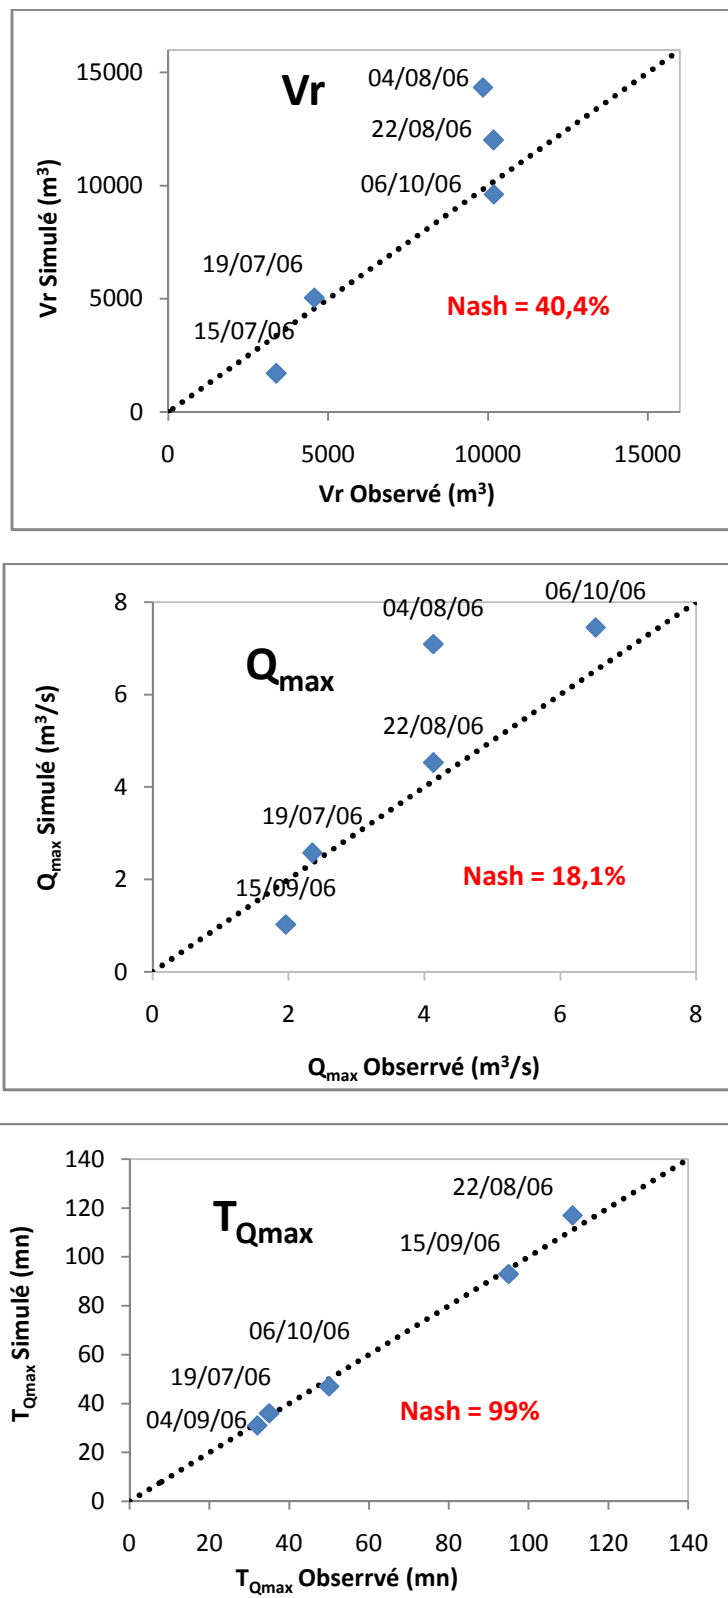 Vr
15000
10000
5000
0
Vr Simulé (m³)
04/08/06
22/08/06
06/10/06
19/07/06
15/07/06
Nash = 40,4%
0 5000 10000 15000
Vr Observé (m³)
Qmax
8
6
4
2
0
Qmax Simulé (m³/s)
06/10/06
04/08/06
22/08/06
19/07/06
15/09/06
Nash = 18,1%
0 2 4 6 8
Qmax Obserrvé (m³/s)
TQmax
140
120
100
80
60
40
20
0
TQmax Simulé (mn)
22/08/06
15/09/06
06/10/06
19/07/06
04/09/06
Nash = 99%
0 20 40 60 80 100 120 140
TQmax Obserrvé (mn)